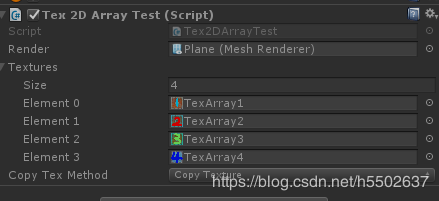 Tex 2D Array Test (Script)
Script Tex2DArrayTest
Render Plane (Mesh Renderer)
Textures
Size 4
Element 0 TexArray1
Element 1 TexArray2
Element 2 TexArray3
Element 3 TexArray4
Copy Tex Method Copy Texture
https://blog.csdn.net/h5502637